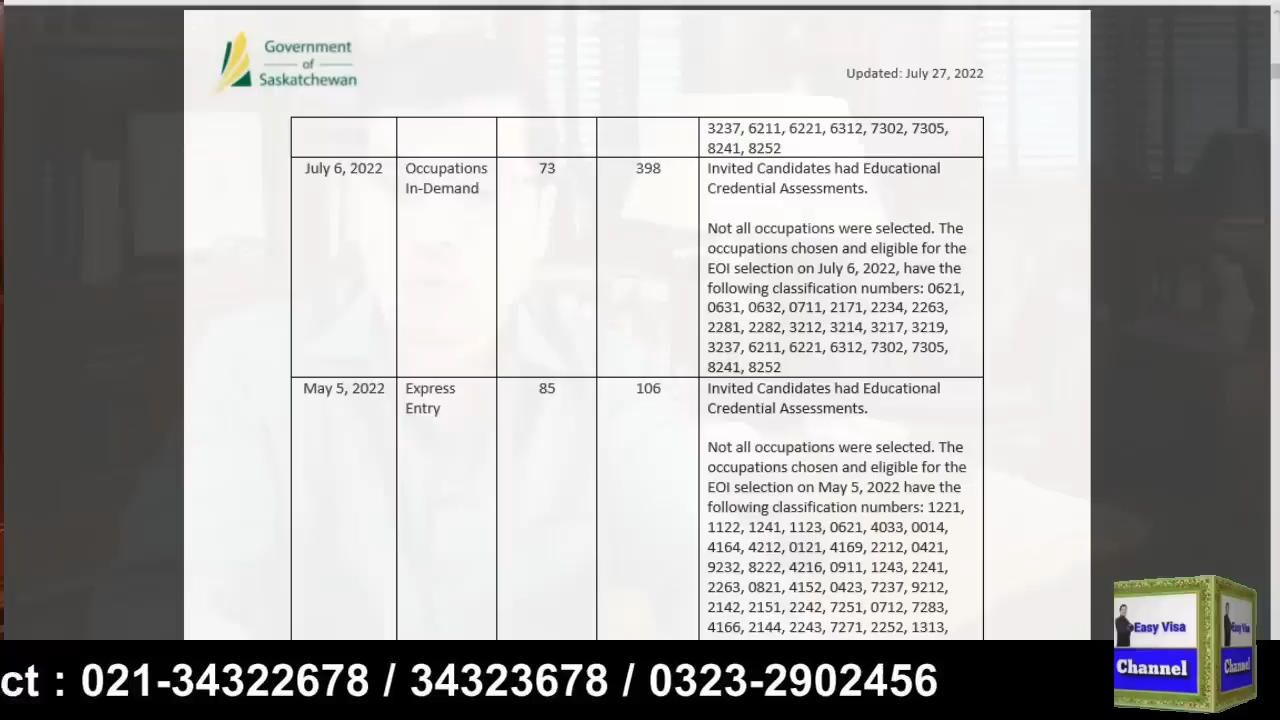 Government
of
Saskatchewan
Updated: July 27, 2022
3237, 6211, 6221, 6312, 7302, 7305,
8241, 8252
July 6, 2022
Occupations
In-Demand
73
398
Invited Candidates had Educational
Credential Assessments.
Not all occupations were selected. The
occupations chosen and eligible for the
EOI selection on July 6, 2022, have the
following classification numbers: 0621,
0631, 0632, 0711, 2171, 2234, 2263,
2281, 2282, 3212, 3214, 3217, 3219,
3237, 6211, 6221, 6312, 7302, 7305,
8241, 8252
May 5, 2022
Express
Entry
85
106
Invited Candidates had Educational
Credential Assessments.
Not all occupations were selected. The
occupations chosen and eligible for the
EOI selection on May 5, 2022 have the
following classification numbers: 1221,
1122, 1241, 1123, 0621, 4033, 0014,
4164, 4212, 0121, 4169, 2212, 0421,
9232, 8222, 4216, 0911, 1243, 2241,
2263, 0821, 4152, 0423, 7237, 9212,
2142, 2151, 2242, 7251, 0712, 7283,
4166, 2144, 2243, 7271, 2252, 1313,
ct : 021-34322678 / 34323678 / 0323-2902456
Easy Visa
Channel
Easy Visa
Channel